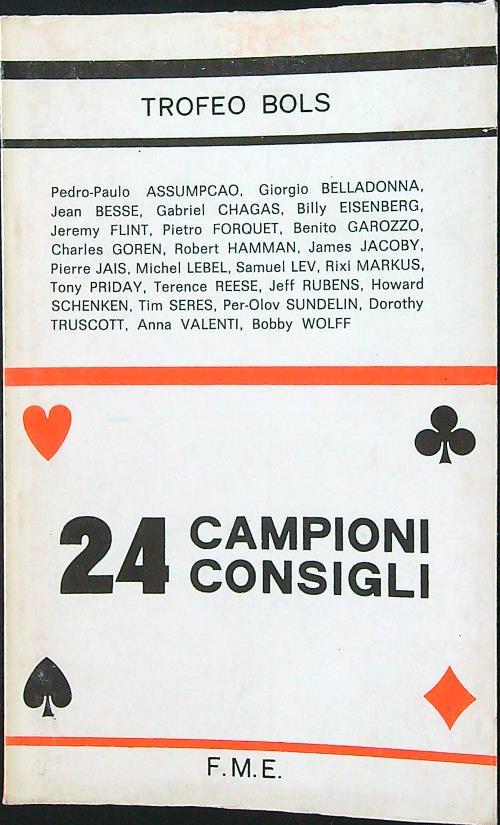 TROFEO BOLS
Pedro-Paulo ASSUMPCAO, Giorgio BELLADONNA,
Jean BESSE, Gabriel CHAGAS, Billy EISENBERG,
Jeremy FLINT, Pietro FORQUET, Benito GAROZZO,
Charles GOREN, Robert HAMMAN, James JACOBY,
Pierre JAIS, Michel LEBEL, Samuel LEV, Rixi MARKUS,
Tony PRIDAY, Terence REESE, Jeff RUBENS, Howard
SCHENKEN, Tim SERES, Per-Olov SUNDELIN, Dorothy
TRUSCOTT, Anna VALENTI, Bobby WOLFF
24 CAMPIONI
CONSIGLI
F.M.E.